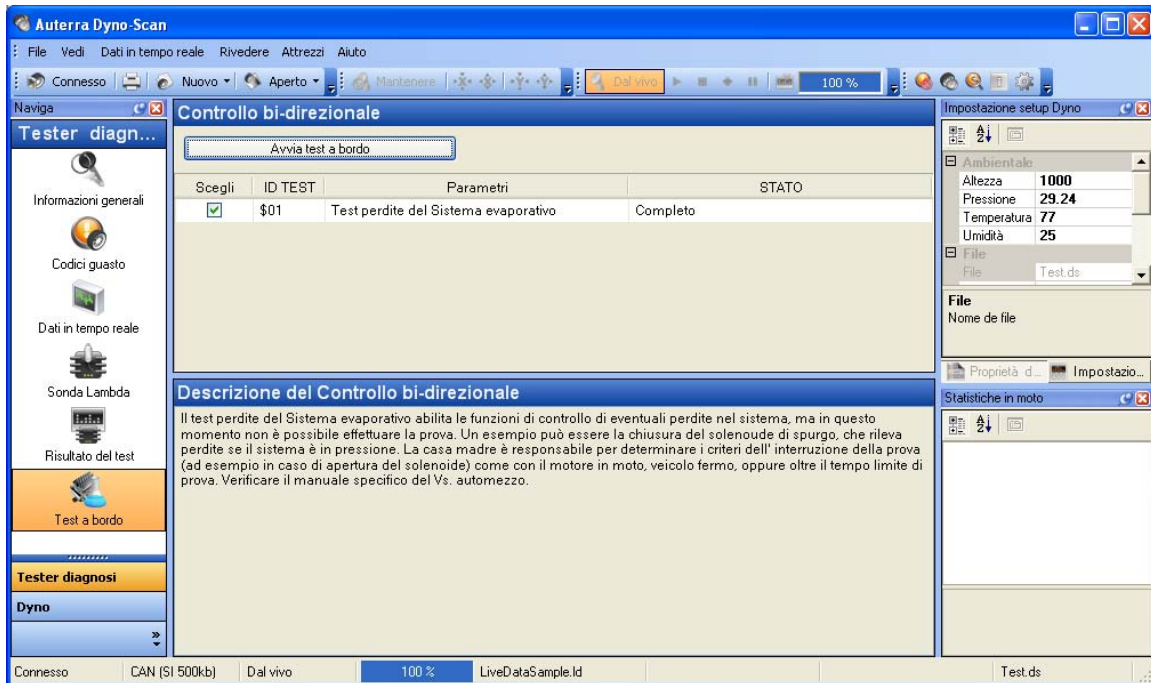 Auterra Dyno-Scan
File Vedi Dati in tempo reale Rivedere Attrezzi Aiuto
Connesso Nuovo Aperto Mantenere Dal vivo 100 %
Naviga
Tester diagn...
Informazioni generali
Codici guasto
Dati in tempo reale
Sonda Lambda
Risultato del test
Test a bordo
Tester diagnosi
Dyno
Controllo bi-direzionale
Avvia test a bordo
Scegli ID TEST Parametri STATO
$01 Test perdite del Sistema evaporativo Completo
Descrizione del Controllo bi-direzionale
Il test perdite del Sistema evaporativo abilita le funzioni di controllo di eventuali perdite nel sistema, ma in questo
momento non è possibile effettuare la prova. Un esempio può essere la chiusura del solenoude di spurgo, che rileva
perdite se il sistema è in pressione. La casa madre è responsabile per determinare i criteri dell' interruzione della prova
(ad esempio in caso di apertura del solenoide) come con il motore in moto, veicolo fermo, oppure oltre il tempo limite di
prova. Verificare il manuale specifico del Vs. automezzo.
Impostazione setup Dyno
Ambientale
Altezza 1000
Pressione 29.24
Temperatura 77
Umidità 25
File
File Test.ds
File
Nome de file
Proprietà d... Impostazio...
Statistiche in moto
Connesso CAN (SI 500kb) Dal vivo 100 % LiveDataSample.ld Test.ds